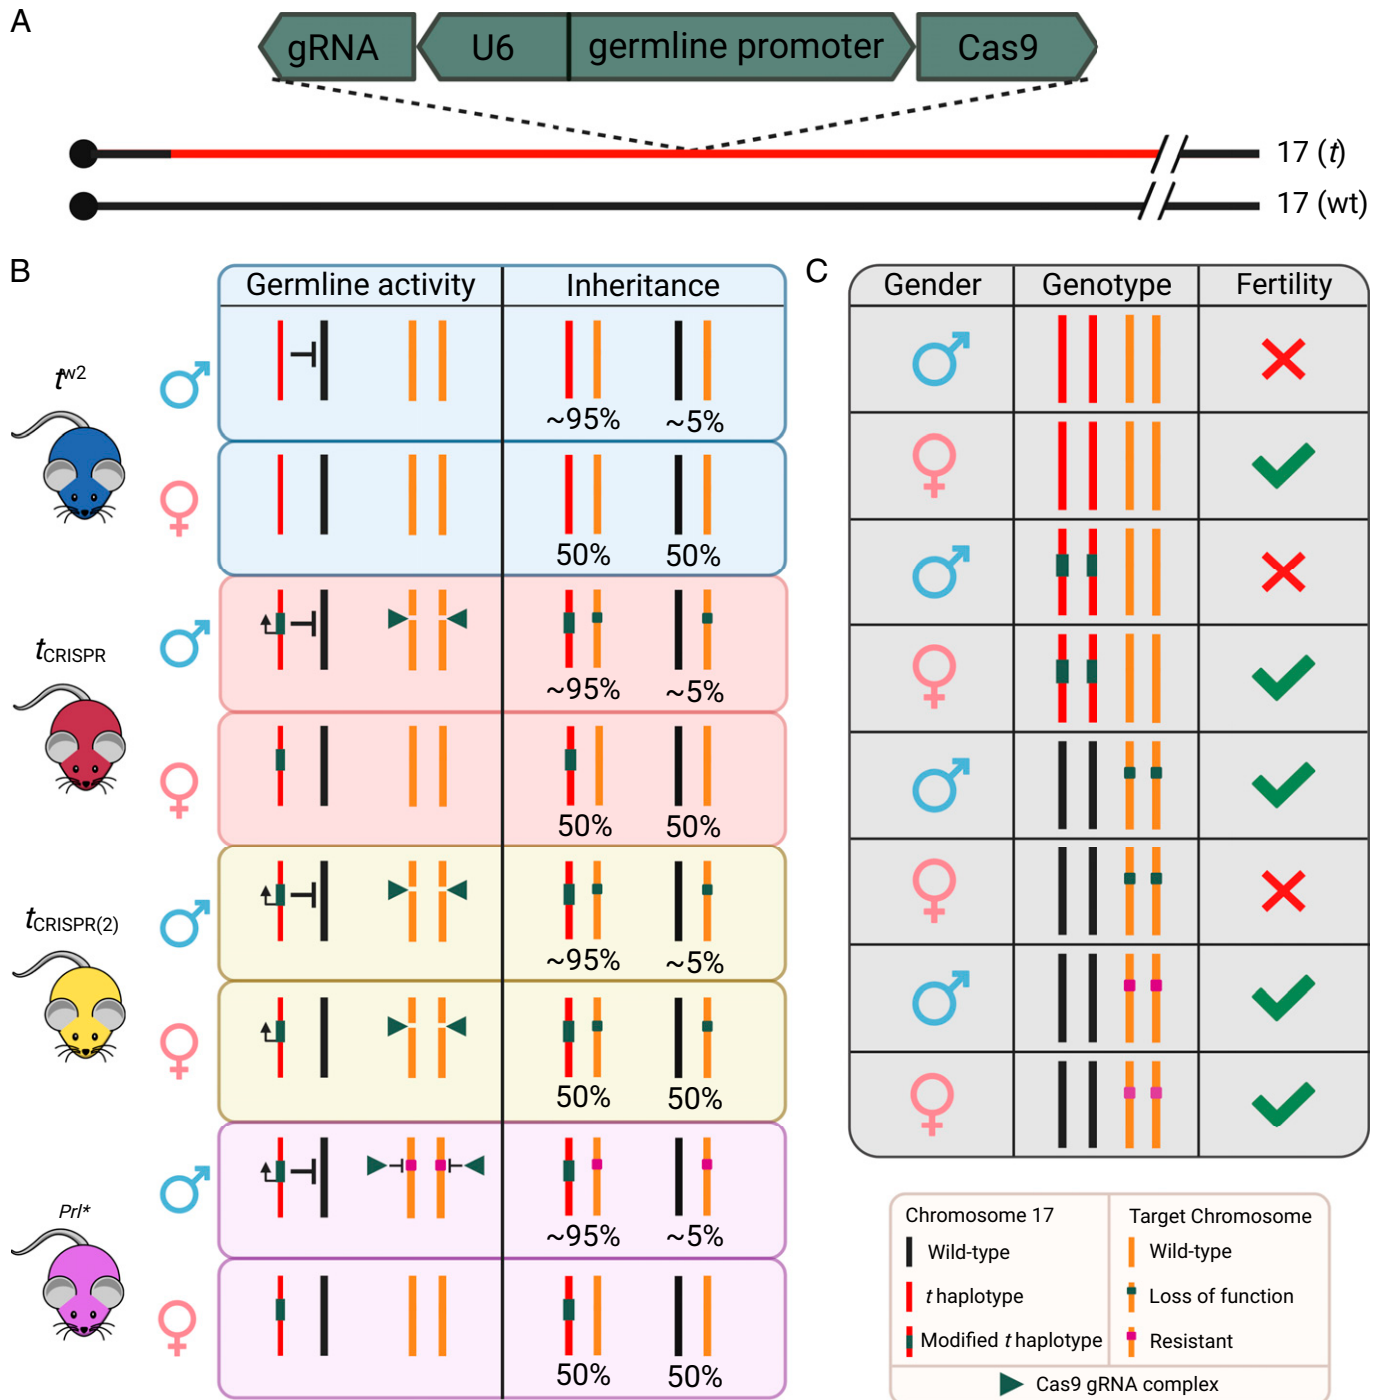 A
gRNA U6 germline promoter Cas9
17 (t)
17 (wt)
B
Germline activity Inheritance
tw2
~95% ~5%
50% 50%
tCRISPR
~95% ~5%
50% 50%
tCRISPR(2)
~95% ~5%
50% 50%
Prl*
~95% ~5%
50% 50%
C
Gender Genotype Fertility
Chromosome 17
Wild-type
t haplotype
Modified t haplotype
Target Chromosome
Wild-type
Loss of function
Resistant
Cas9 gRNA complex